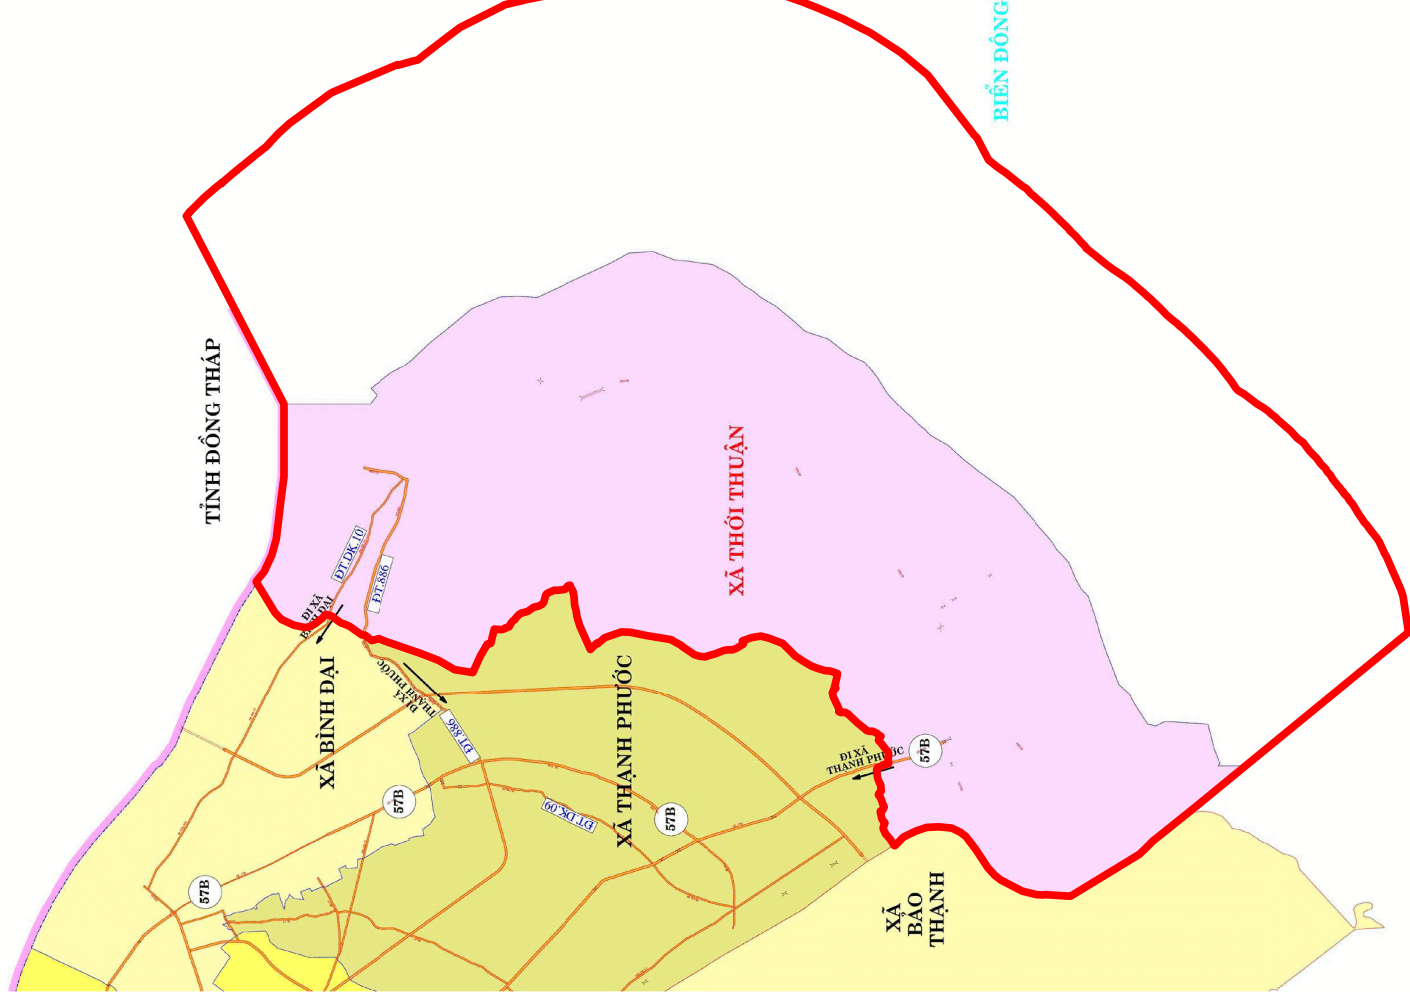 BIỂN ĐÔNG
TỈNH ĐỒNG THÁP
XÃ THỚI THUẬN
ĐT.DK.10
ĐT.886
ĐI XÃ
BÌNH ĐẠI
XÃ BÌNH ĐẠI
ĐI XÃ
THẠNH PHƯỚC
ĐT.886
XÃ THẠNH PHƯỚC
ĐI XÃ
THẠNH PHƯỚC
57B
57B
57B
ĐT.DK.09
57B
XÃ
BẢO
THẠNH